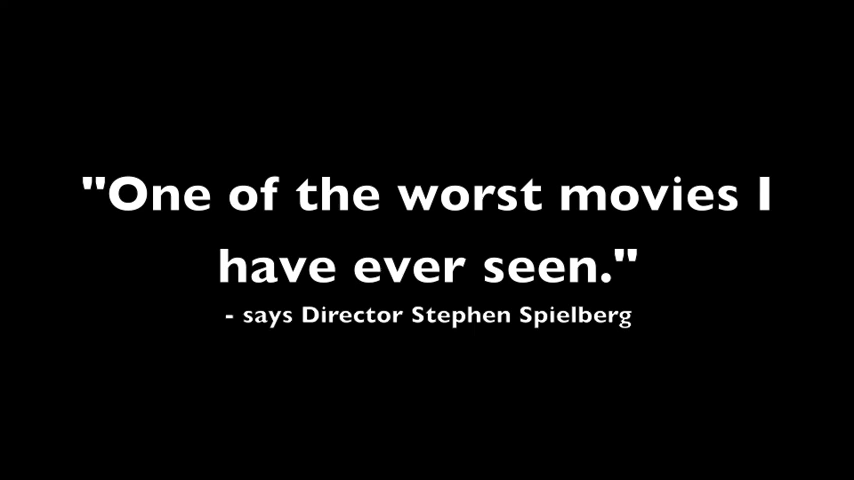 "One of the worst movies I
have ever seen."
- says Director Stephen Spielberg